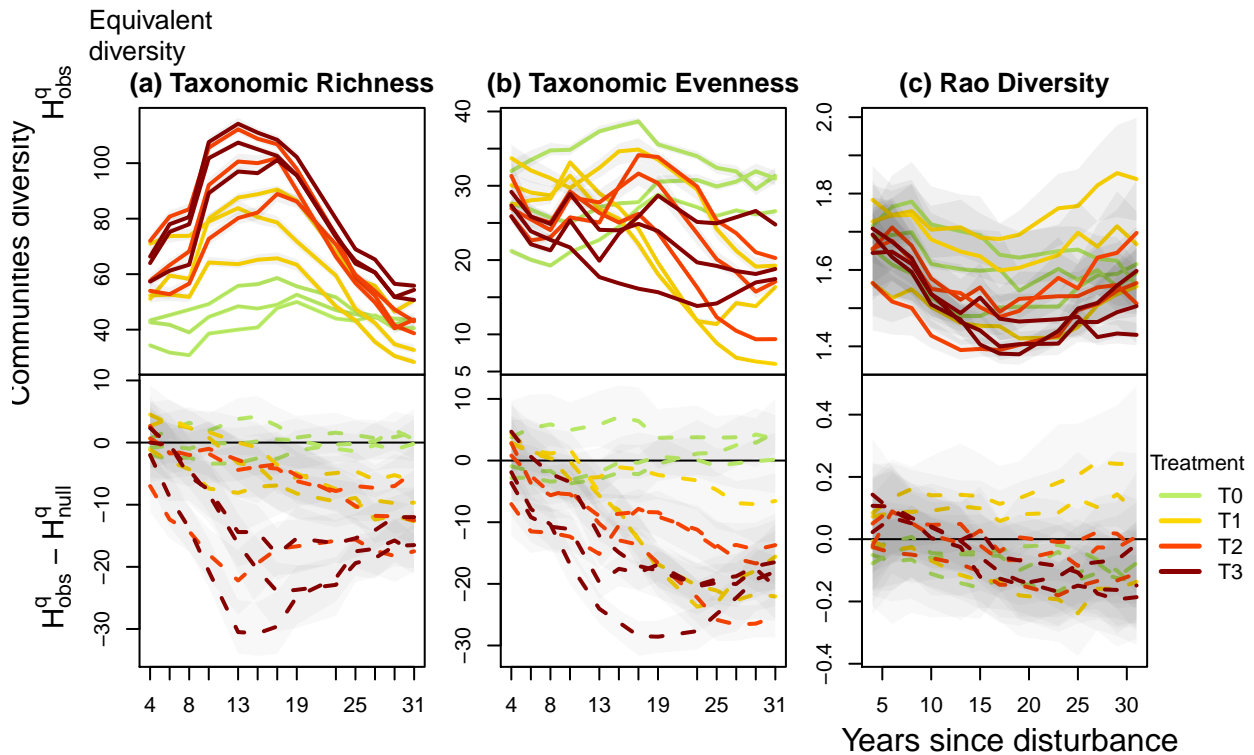 Equivalent
diversity
(a) Taxonomic Richness
(b) Taxonomic Evenness
(c) Rao Diversity
Communities diversity
H^q_obs
40 60 80 100
5 10 20 30 40
1.4 1.6 1.8 2.0
H^q_obs − H^q_null
−30 −20 −10 0 10
−30 −20 −10 0 10
−0.4 −0.2 0.0 0.2 0.4
4 13 19 25 31
4 13 19 25 31
5 10 15 20 25 30
Years since disturbance
Treatment
T0
T1
T2
T3